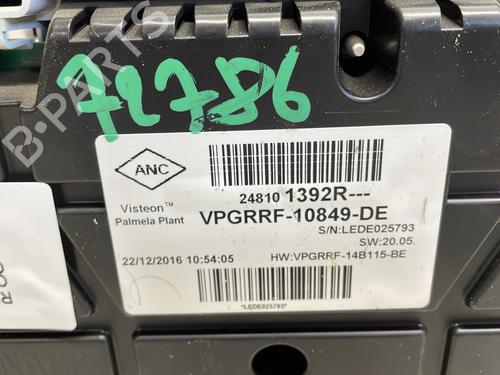 72786
ANC
24810 1392R---
Visteon™
Palmela Plant
VPGRRF-10849-DE
S/N:LEDE025793
SW:20.05.
22/12/2016 10:54:05
HW:VPGRRF-14B115-BE
*LEDE025793*
B-PARTS